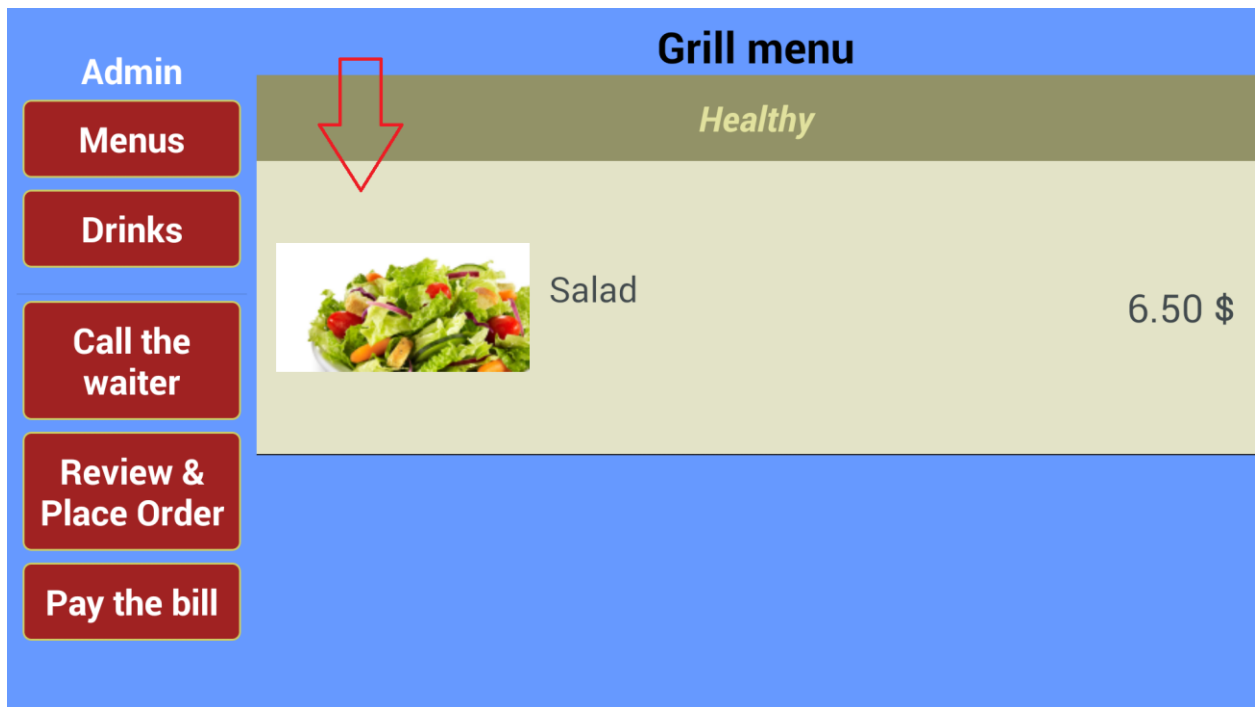 Admin
Menus
Drinks
Call the
waiter
Review &
Place Order
Pay the bill
Grill menu
Healthy
Salad
6.50 $